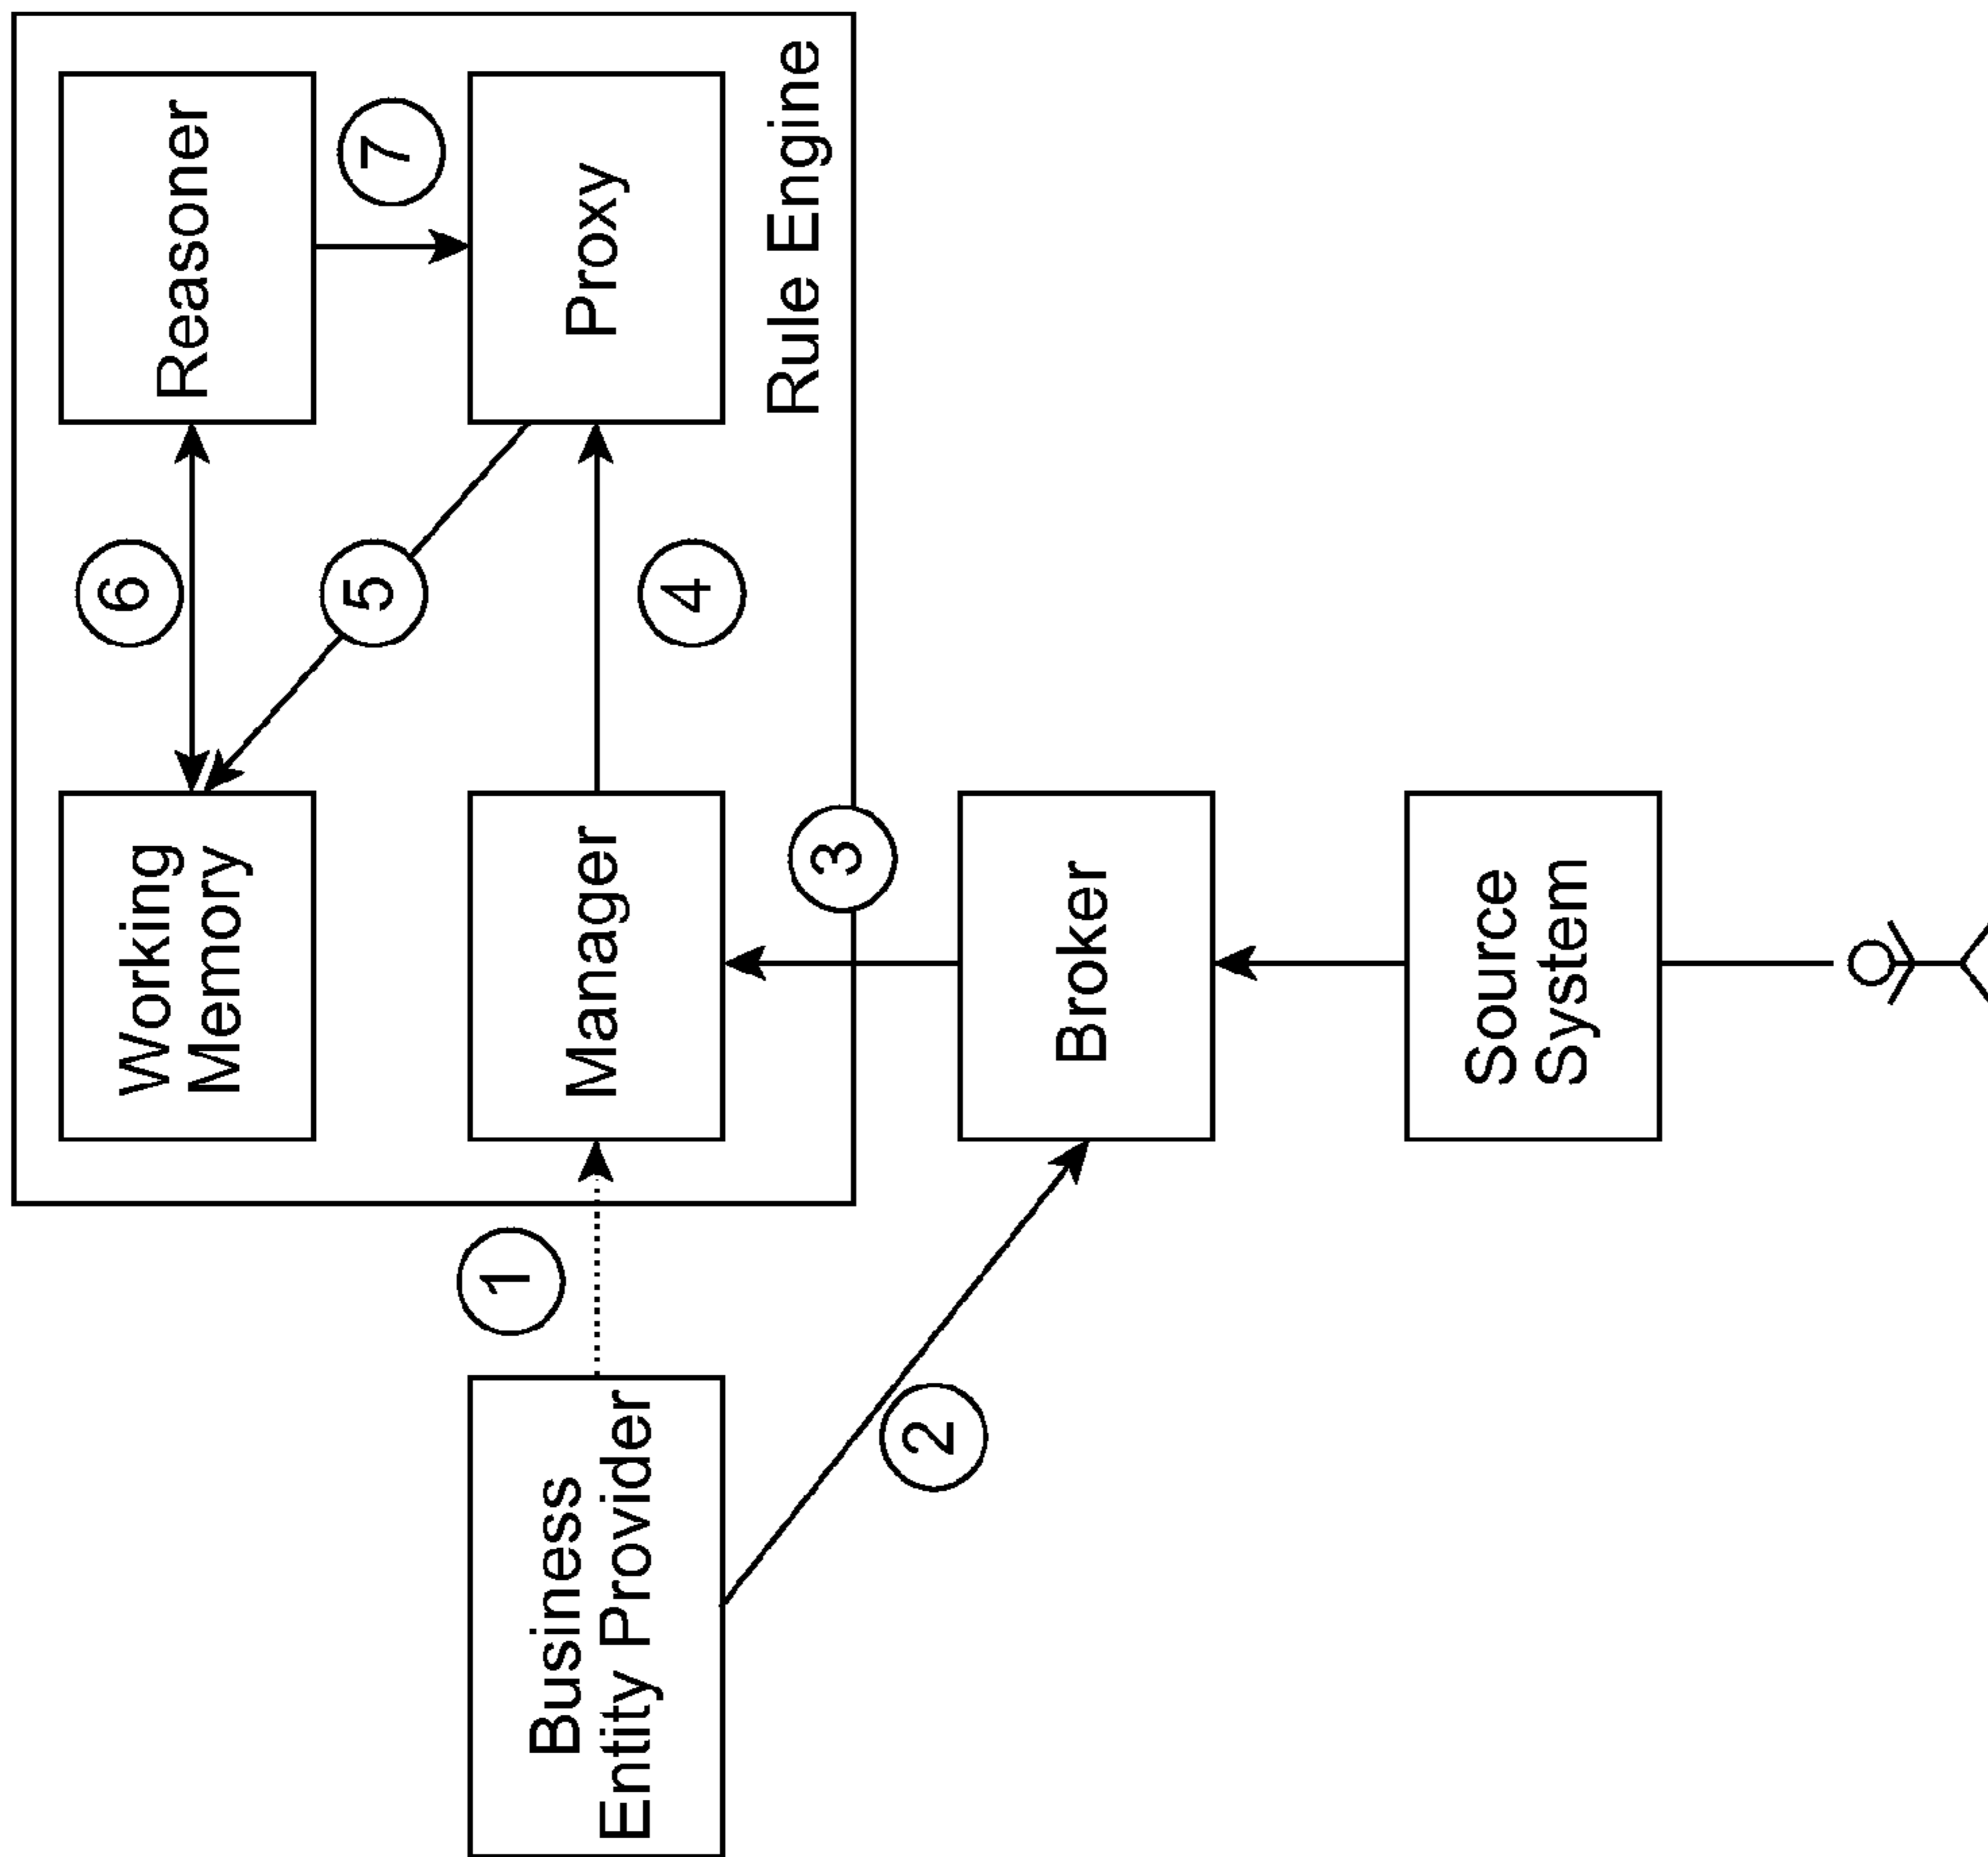 Working
Memory
6
Reasoner
5
7
1
Business
Entity Provider
Manager
4
Proxy
Rule Engine
3
2
Broker
Source
System